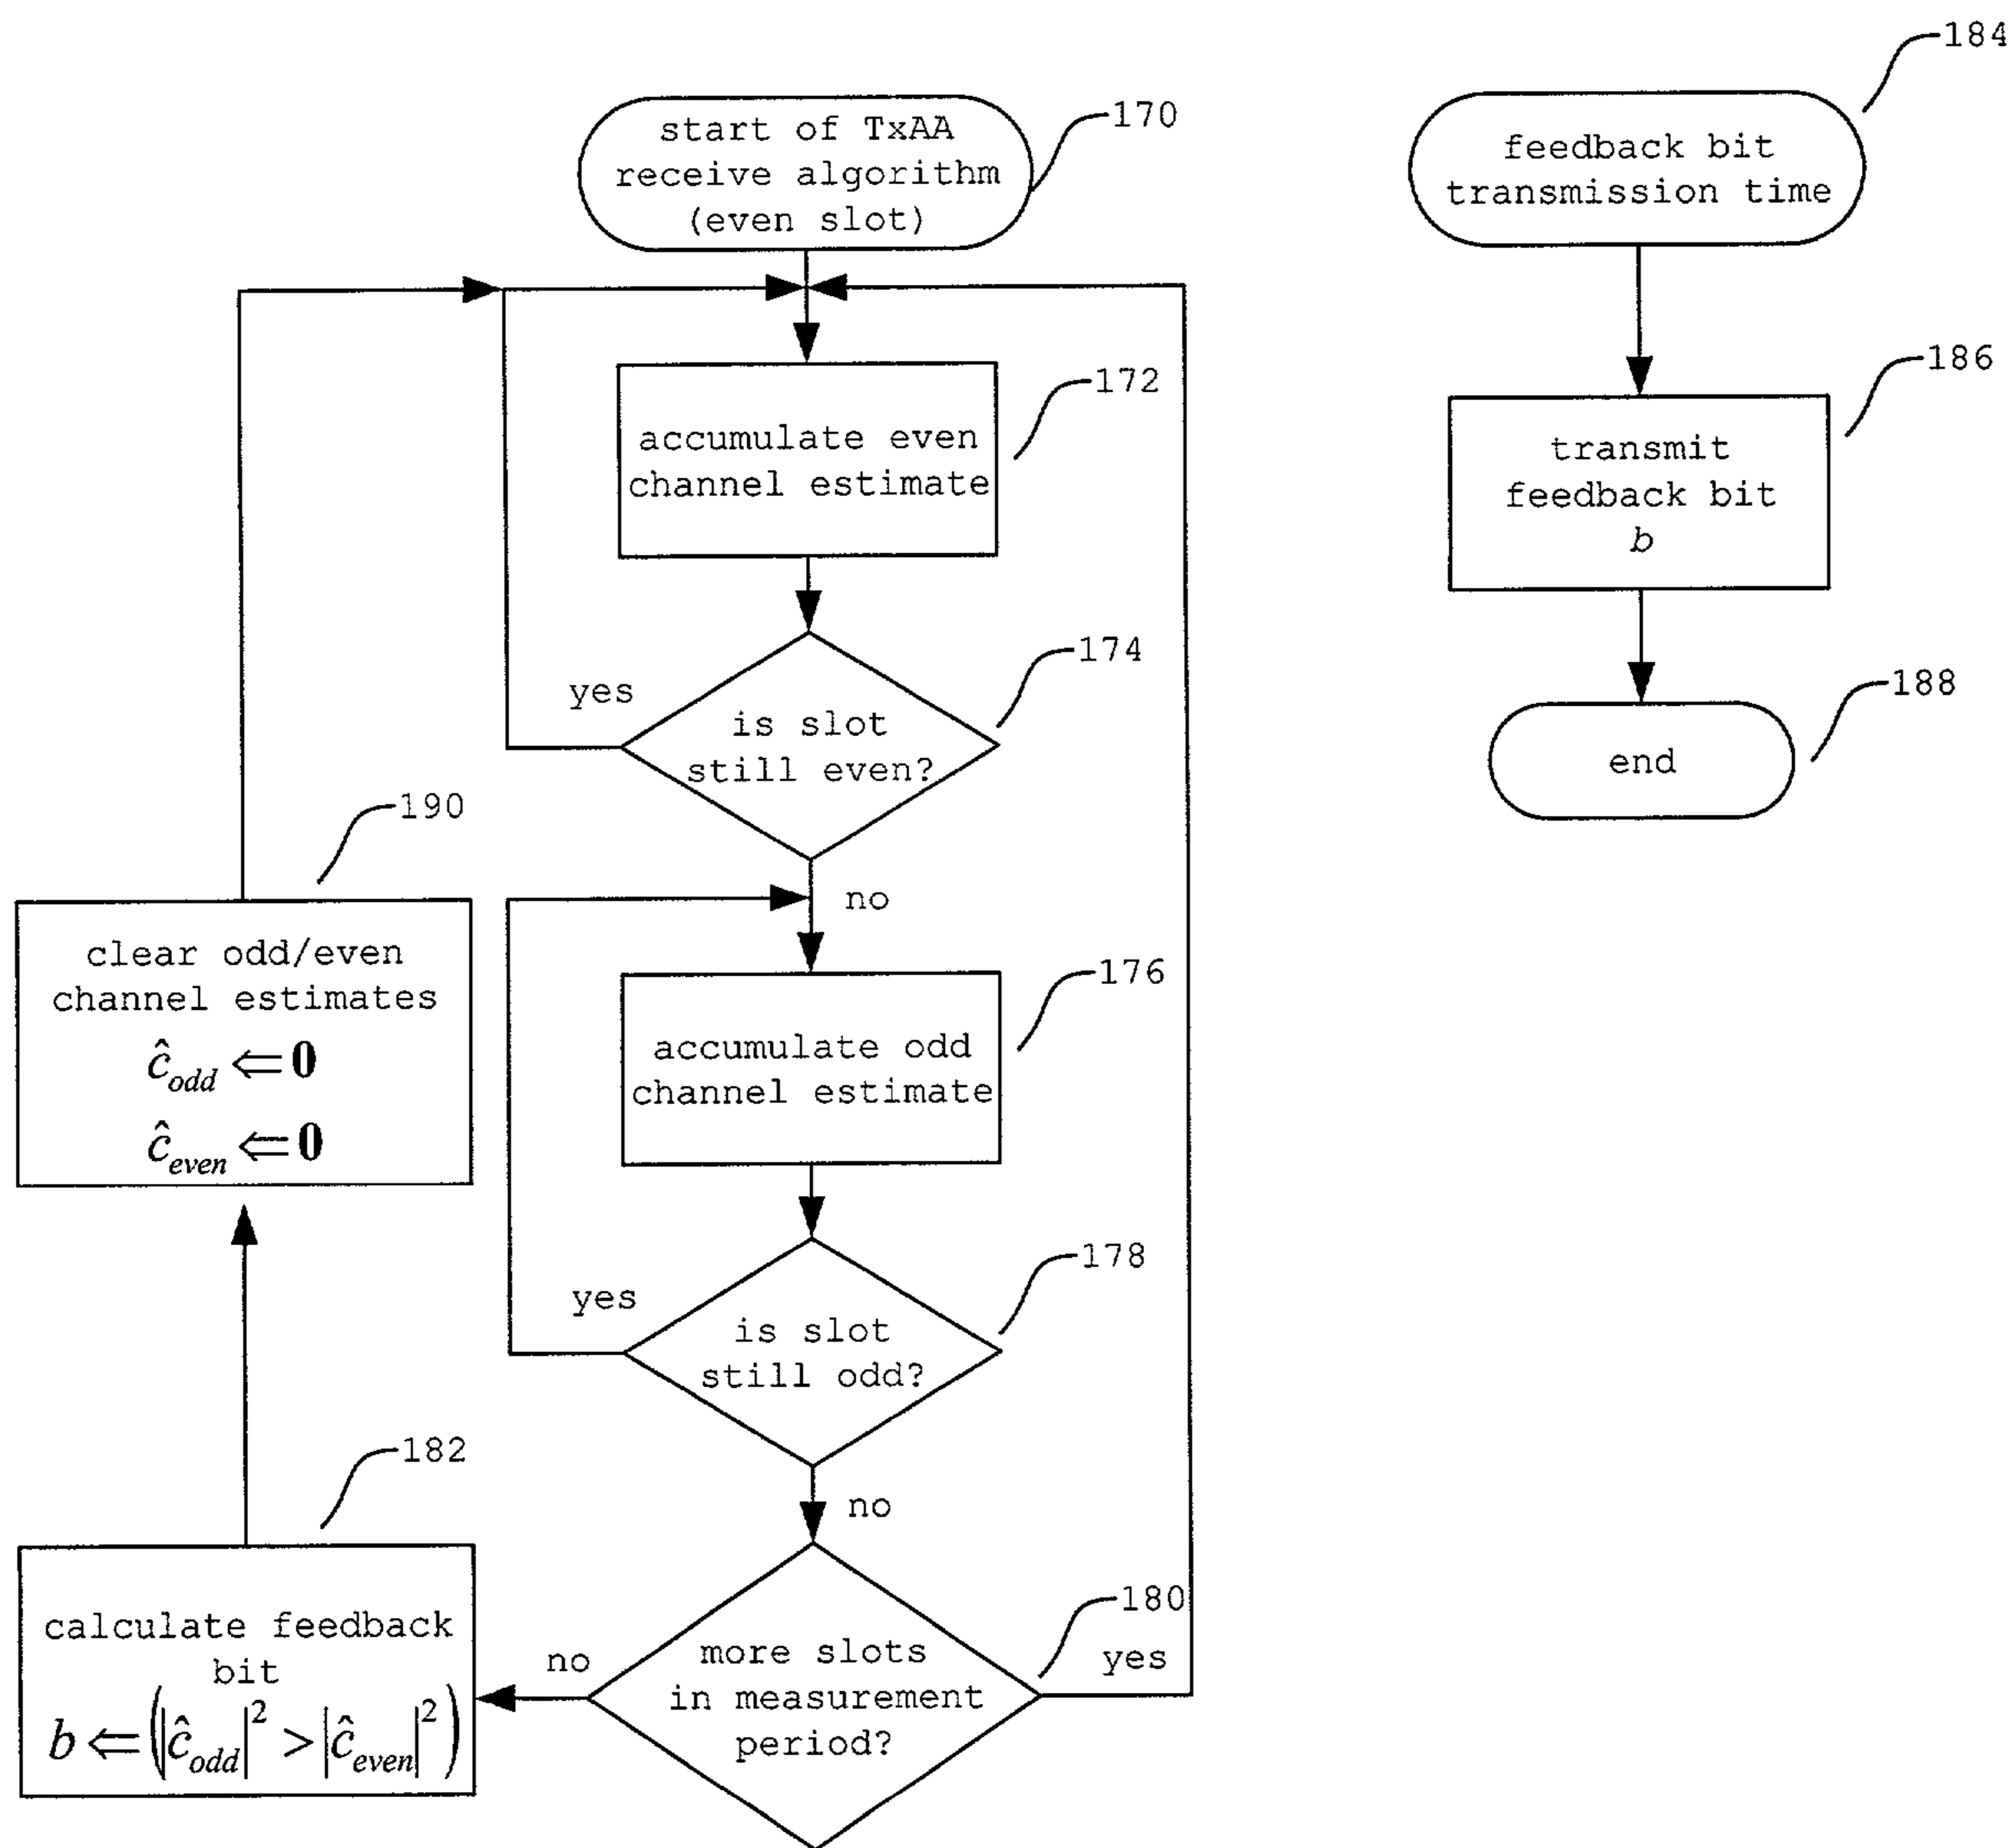 start of TxAA
receive algorithm
(even slot)
170
accumulate even
channel estimate
172
is slot
still even?
174
yes
no
accumulate odd
channel estimate
176
is slot
still odd?
178
yes
no
more slots
in measurement
period?
180
yes
no
calculate feedback
bit
b ⇐ (|ĉ_odd|² > |ĉ_even|²)
182
clear odd/even
channel estimates
ĉ_odd ⇐ 0
ĉ_even ⇐ 0
190
feedback bit
transmission time
184
transmit
feedback bit
b
186
end
188